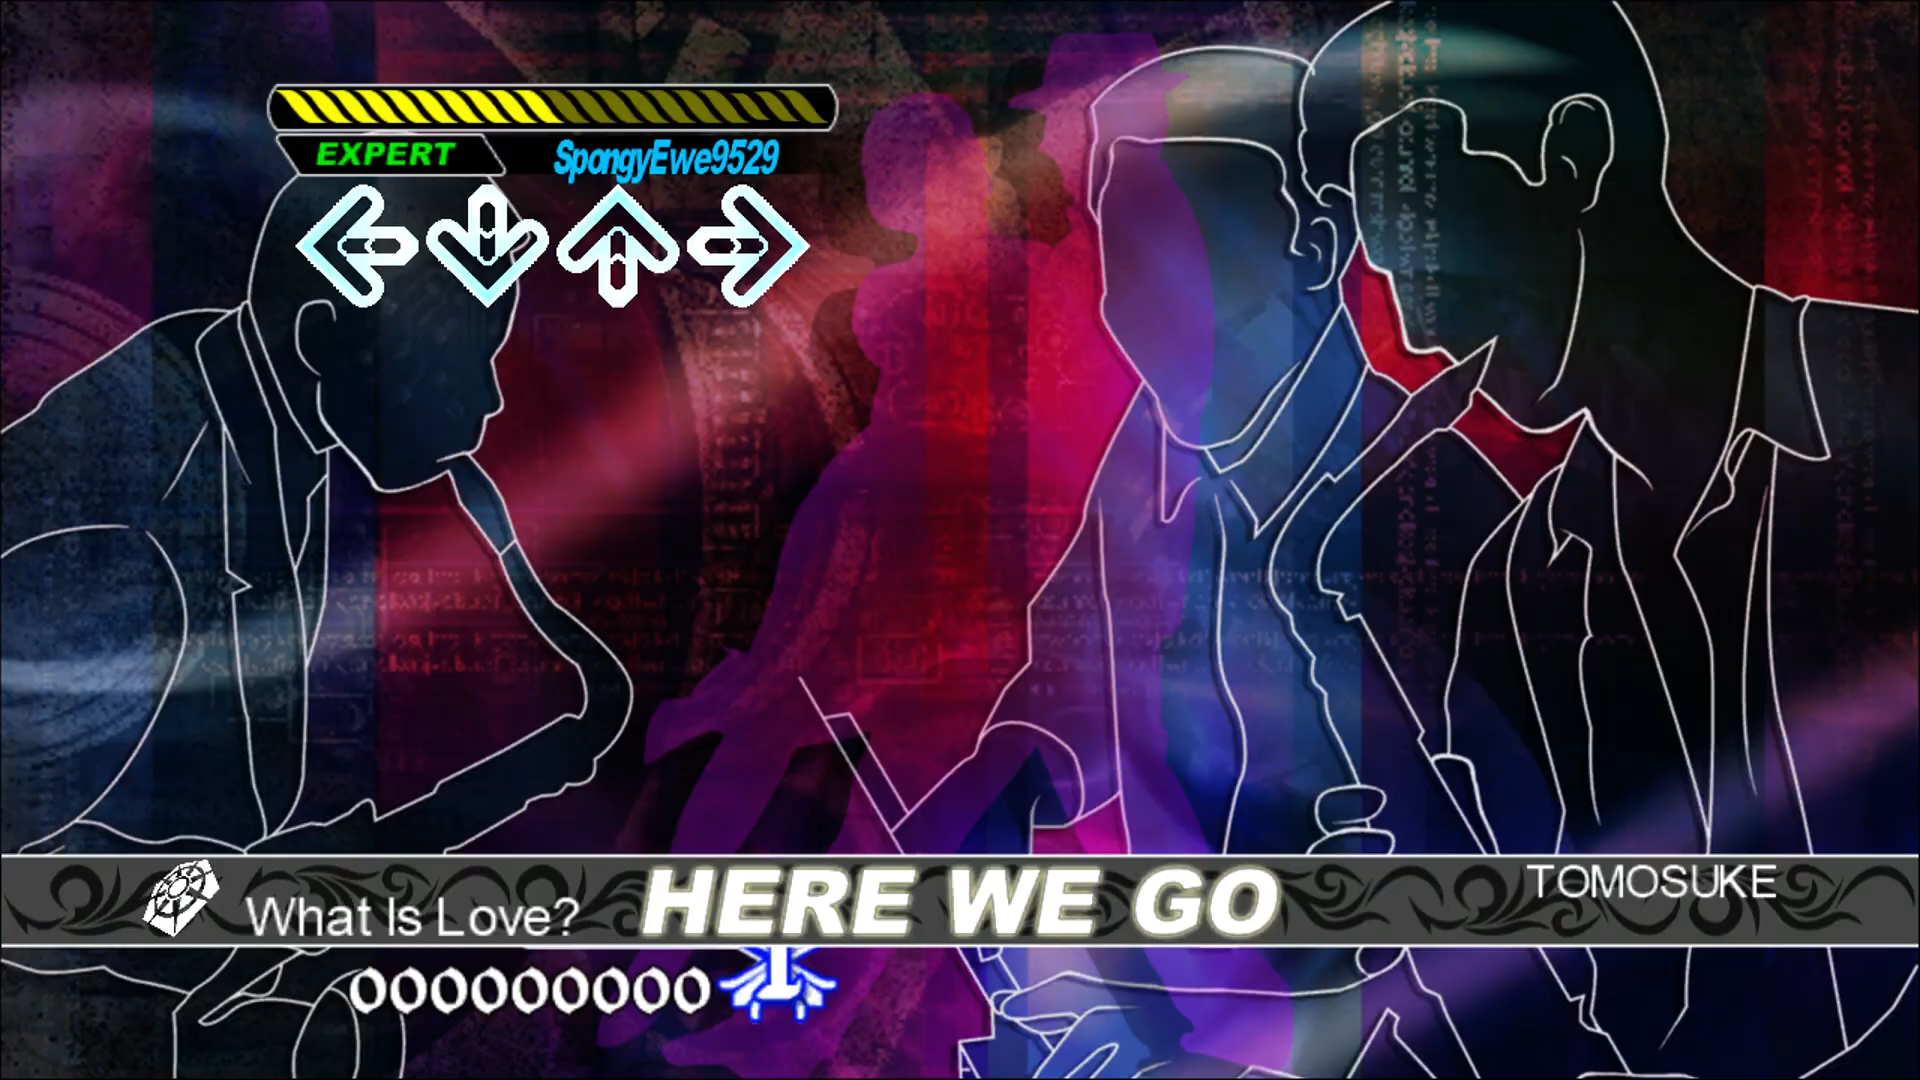 EXPERT
SpongyEwe9529
What Is Love?
HERE WE GO
TOMOSUKE
000000000